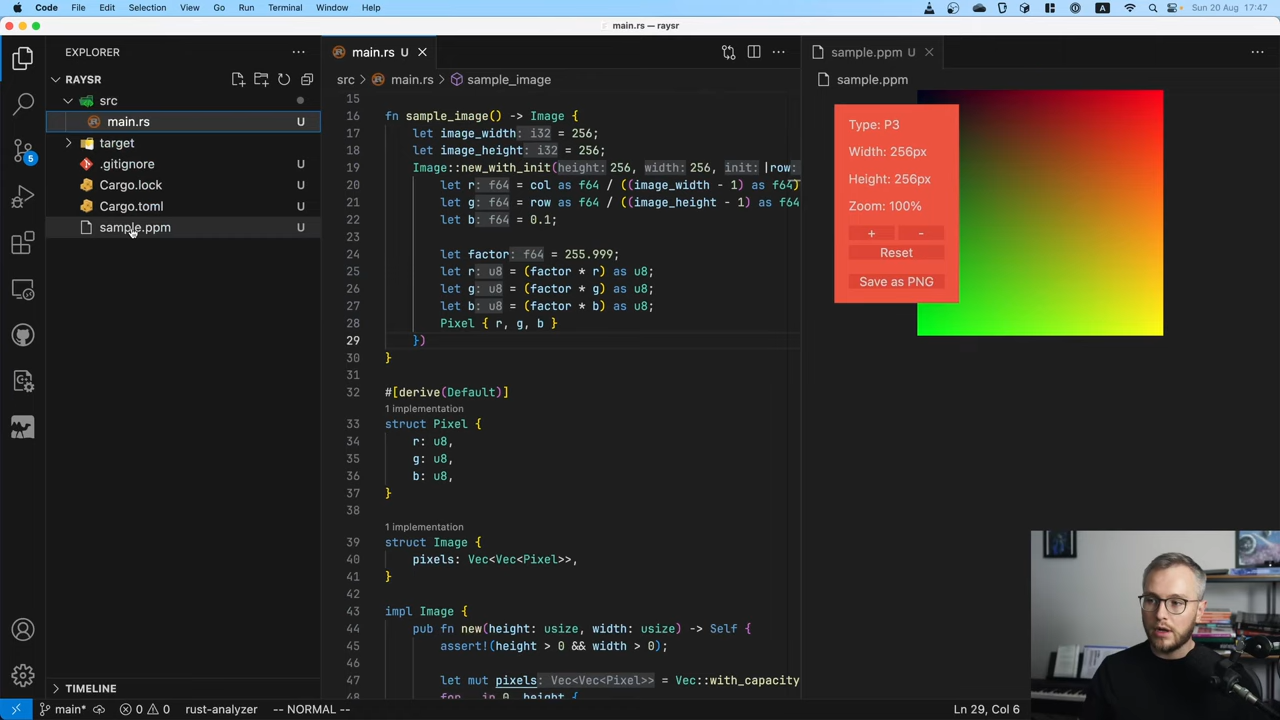 Code File Edit Selection View Go Run Terminal Window Help A Sun 20 Aug 17:47
main.rs — raysr
EXPLORER
RAYSR
src
main.rs U
target
.gitignore U
Cargo.lock U
Cargo.toml U
sample.ppm U
5
TIMELINE
main.rs U
src > main.rs > sample_image
15
16 fn sample_image() -> Image {
17 let image_width: i32 = 256;
18 let image_height: i32 = 256;
19 Image::new_with_init(height: 256, width: 256, init: |row:
20 let r: f64 = col as f64 / ((image_width - 1) as f64)
21 let g: f64 = row as f64 / ((image_height - 1) as f64
22 let b: f64 = 0.1;
23
24 let factor: f64 = 255.999;
25 let r: u8 = (factor * r) as u8;
26 let g: u8 = (factor * g) as u8;
27 let b: u8 = (factor * b) as u8;
28 Pixel { r, g, b }
29 })
30 }
31
32 #[derive(Default)]
1 implementation
33 struct Pixel {
34 r: u8,
35 g: u8,
36 b: u8,
37 }
38
1 implementation
39 struct Image {
40 pixels: Vec<Vec<Pixel>>,
41 }
42
43 impl Image {
44 pub fn new(height: usize, width: usize) -> Self {
45 assert!(height > 0 && width > 0);
46
47 let mut pixels: Vec<Vec<Pixel>> = Vec::with_capacity
48 for _ in 0..height {
sample.ppm U
sample.ppm
Type: P3
Width: 256px
Height: 256px
Zoom: 100%
+ -
Reset
Save as PNG
main* 0 0 rust-analyzer -- NORMAL -- Ln 29, Col 6